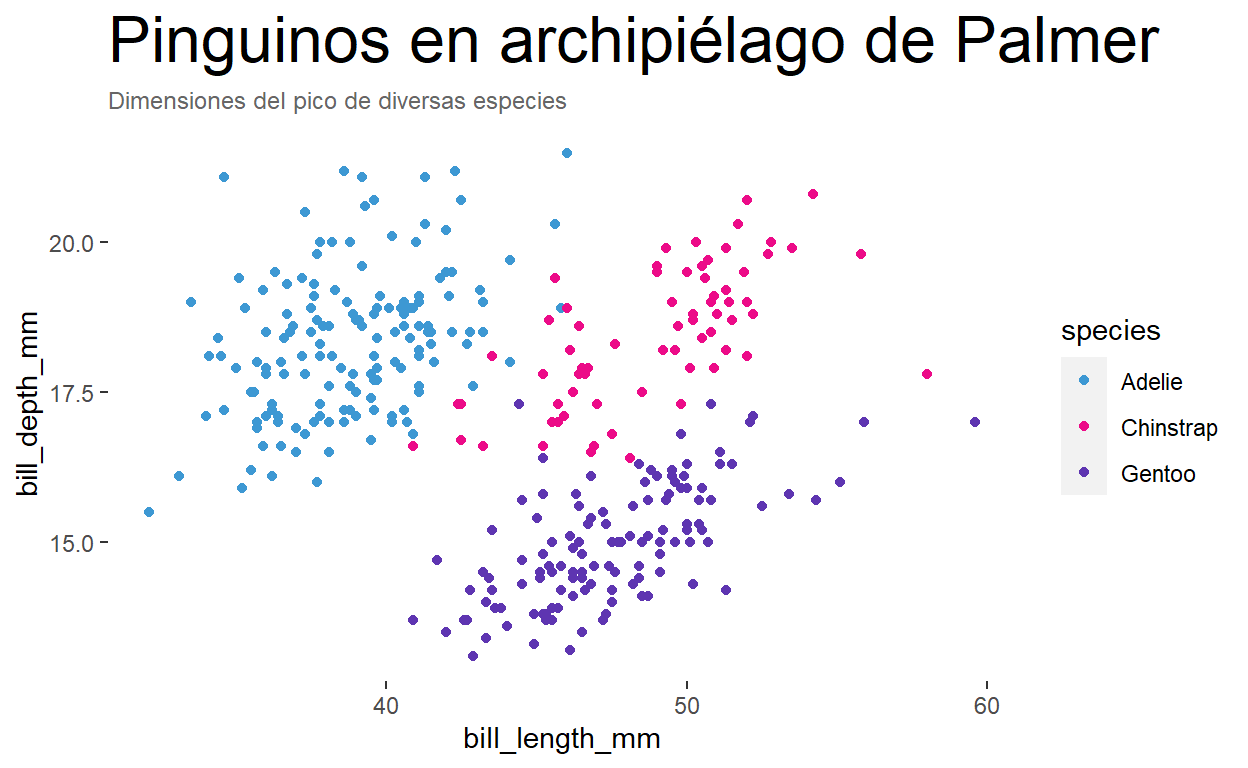 Pinguinos en archipiélago de Palmer
Dimensiones del pico de diversas especies
bill_depth_mm
20.0
17.5
15.0
40
50
60
bill_length_mm
species
Adelie
Chinstrap
Gentoo